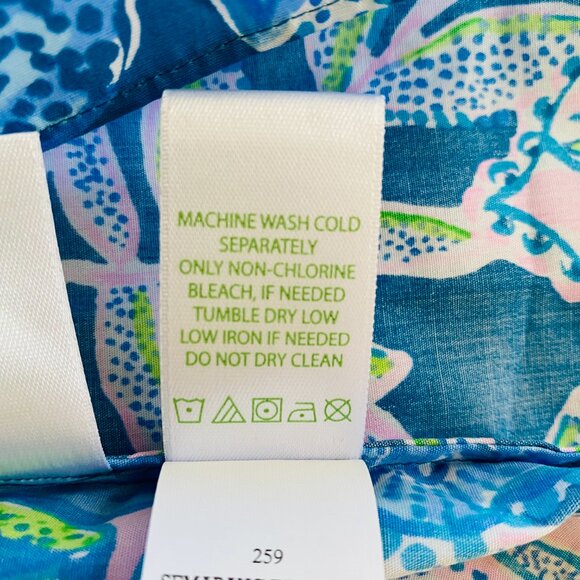 MACHINE WASH COLD
SEPARATELY
ONLY NON-CHLORINE
BLEACH, IF NEEDED
TUMBLE DRY LOW
LOW IRON IF NEEDED
DO NOT DRY CLEAN
259